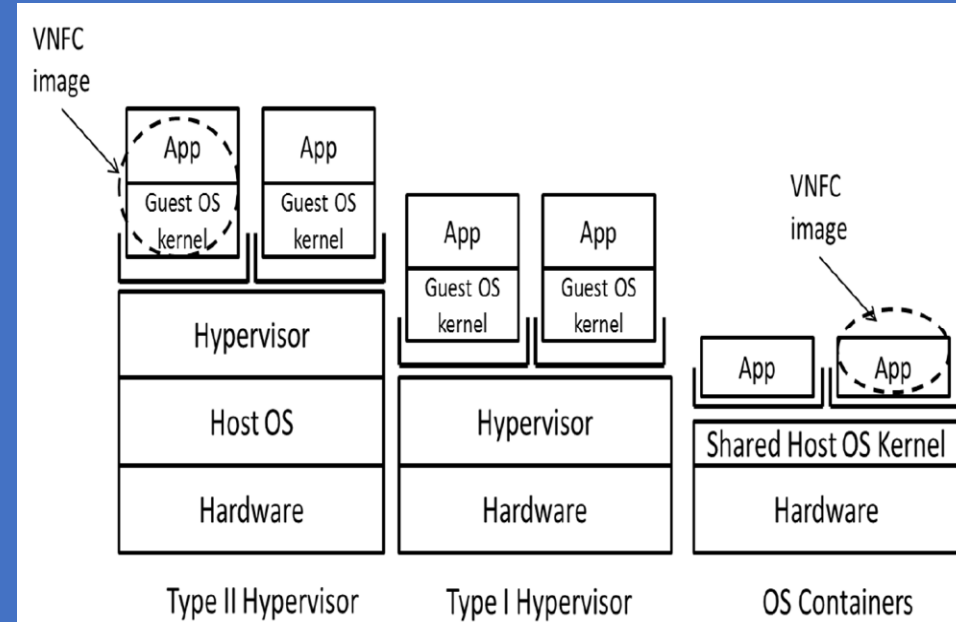 VNFC
image
App
Guest OS
kernel
App
Guest OS
kernel
Hypervisor
Host OS
Hardware
Type II Hypervisor
App
Guest OS
kernel
App
Guest OS
kernel
Hypervisor
Hardware
Type I Hypervisor
VNFC
image
App
App
Shared Host OS Kernel
Hardware
OS Containers